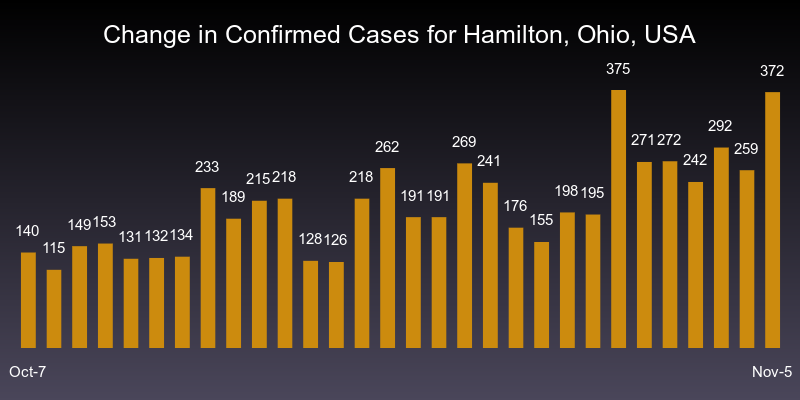 Change in Confirmed Cases for Hamilton, Ohio, USA
140 115 149 153 131 132 134 233 189 215 218 128 126 218 262 191 191 269 241 176 155 198 195 375 271 272 242 292 259 372
Oct-7 Nov-5